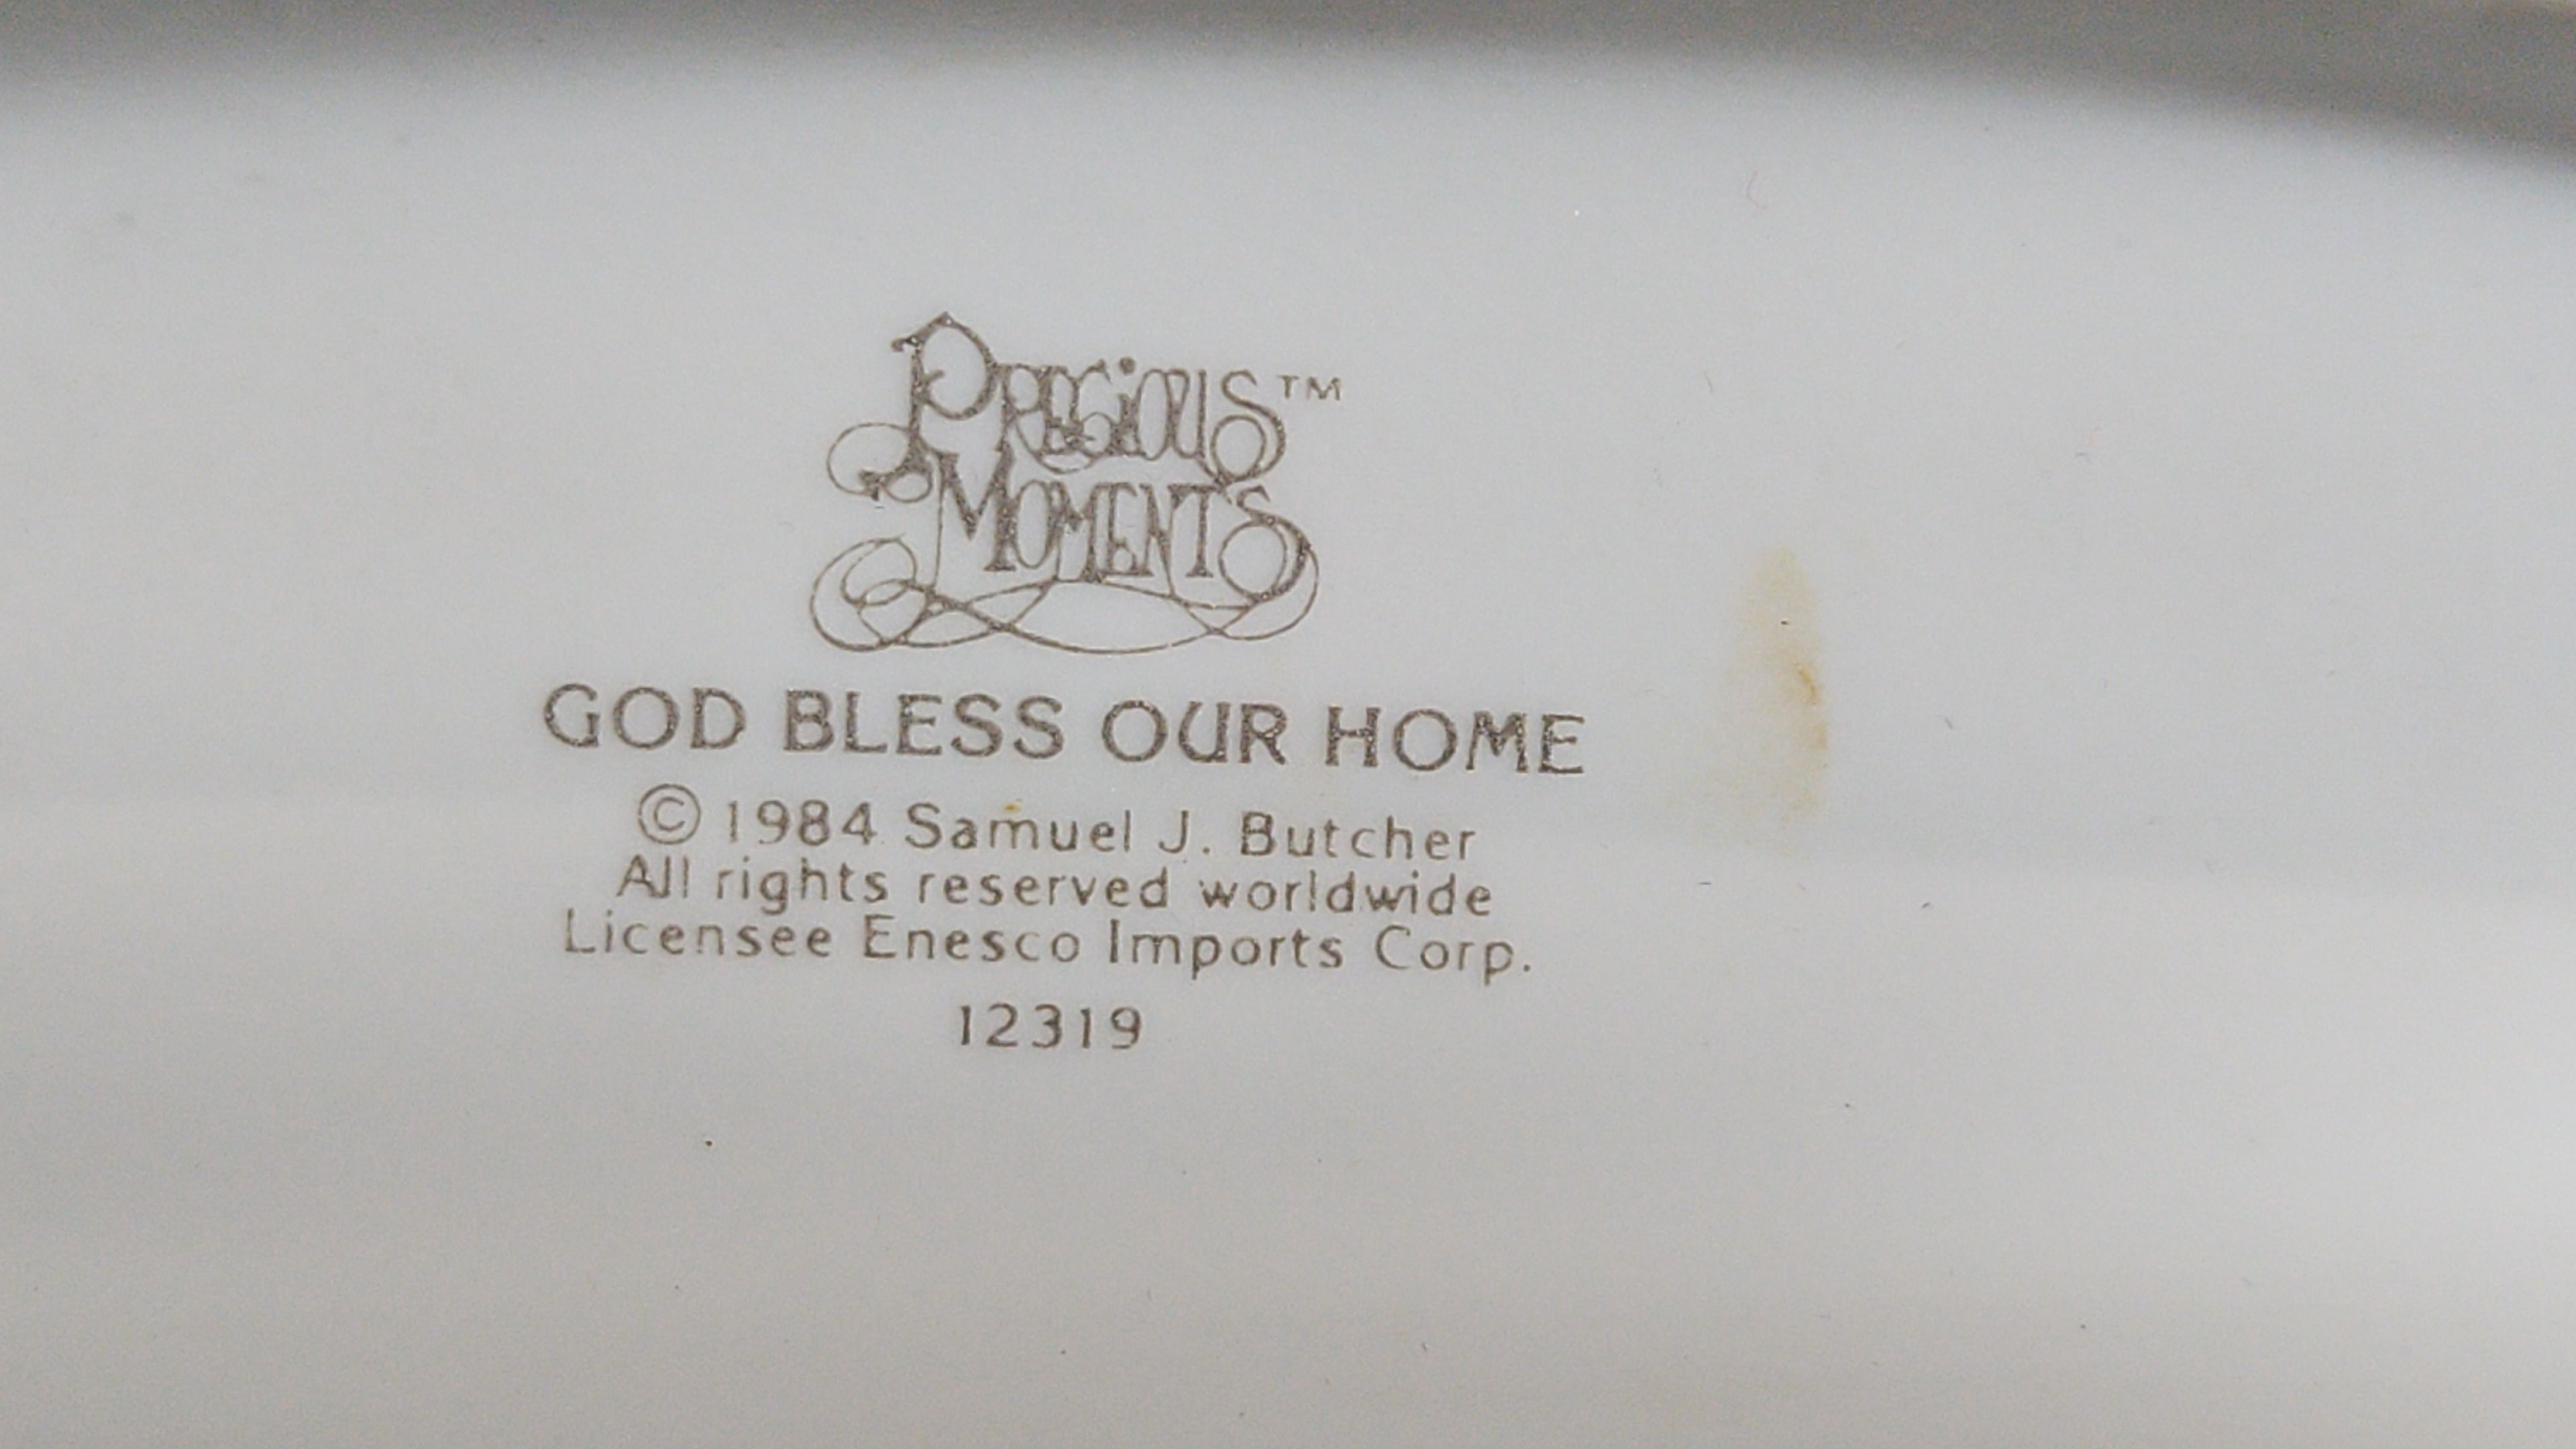 PRECIOUS™
MOMENTS
GOD BLESS OUR HOME
© 1984 Samuel J. Butcher
All rights reserved worldwide
Licensee Enesco Imports Corp.
12319